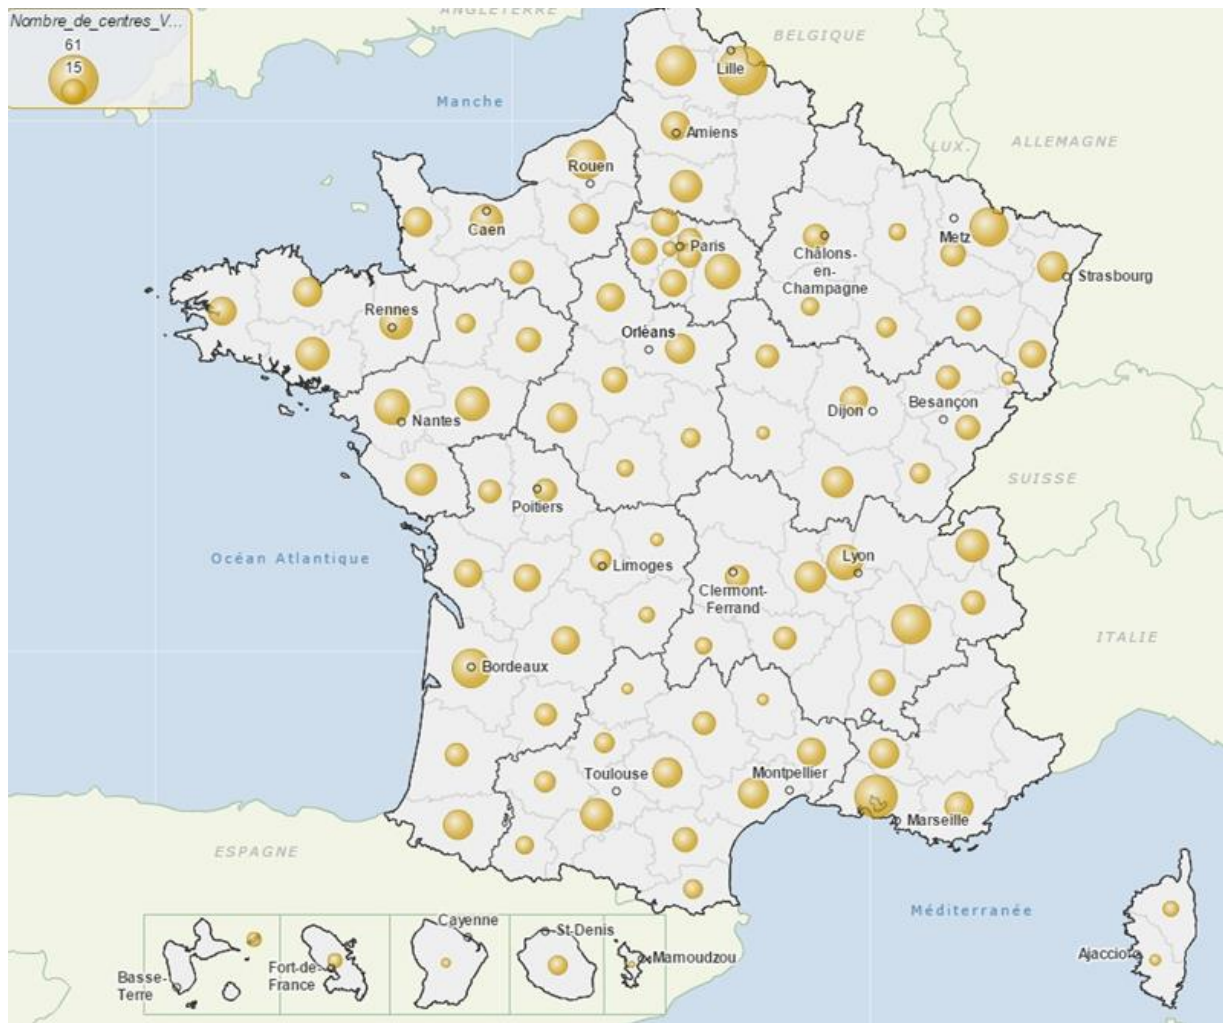 ANGLETERRE
Nombre_de_centres_V...
61
15
BELGIQUE
Lille
Manche
Amiens
ALLEMAGNE
LUX.
Rouen
Caen
Paris
Metz
Châlons-
en-
Champagne
Strasbourg
Rennes
Orléans
Dijon
Besançon
Nantes
SUISSE
Poitiers
Océan Atlantique
Limoges
Lyon
Clermont-
Ferrand
ITALIE
Bordeaux
Toulouse
Montpellier
Marseille
ESPAGNE
Méditerranée
Ajaccio
Basse-
Terre
Fort-de-
France
Cayenne
St-Denis
Mamoudzou